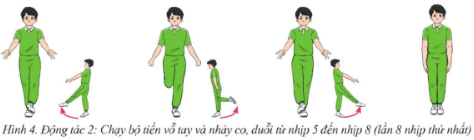 Hình 4. Động tác 2: Chạy bộ tiến vỗ tay và nhảy co, duỗi từ nhịp 5 đến nhịp 8 (lần 8 nhịp thứ nhất)